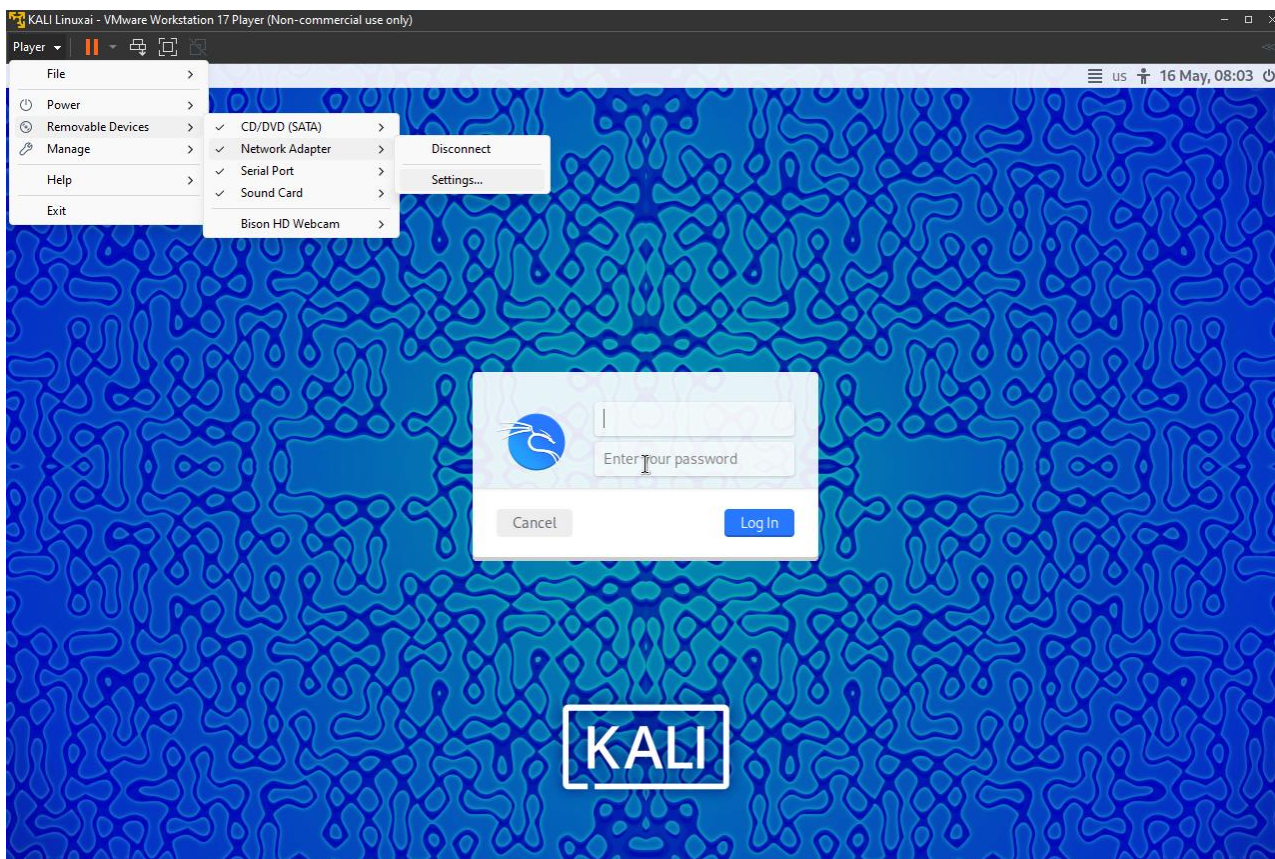 KALI Linuxai - VMware Workstation 17 Player (Non-commercial use only)
Player
File
Power
Removable Devices
Manage
Help
Exit
CD/DVD (SATA)
Network Adapter
Serial Port
Sound Card
Bison HD Webcam
Disconnect
Settings...
us 16 May, 08:03
Enter your password
Cancel Log In
KALI